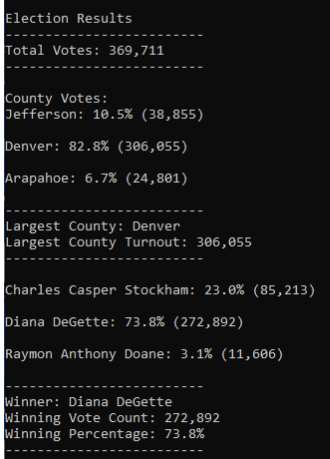 Election Results
-------------------------
Total Votes: 369,711
-------------------------
County Votes:
Jefferson: 10.5% (38,855)
Denver: 82.8% (306,055)
Arapahoe: 6.7% (24,801)
-------------------------
Largest County: Denver
Largest County Turnout: 306,055
-------------------------
Charles Casper Stockham: 23.0% (85,213)
Diana DeGette: 73.8% (272,892)
Raymon Anthony Doane: 3.1% (11,606)
-------------------------
Winner: Diana DeGette
Winning Vote Count: 272,892
Winning Percentage: 73.8%
-------------------------